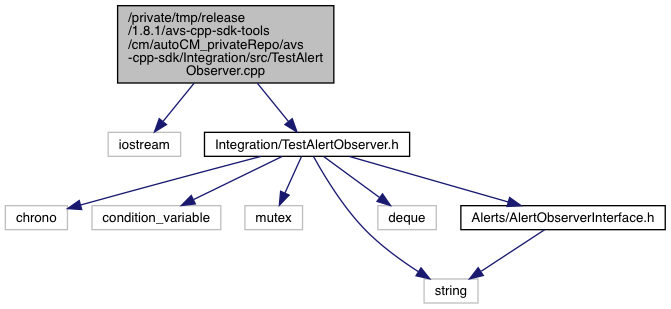 /private/tmp/release
/1.8.1/avs-cpp-sdk-tools
/cm/autoCM_privateRepo/avs
-cpp-sdk/Integration/src/TestAlert
Observer.cpp
iostream
Integration/TestAlertObserver.h
chrono
condition_variable
mutex
deque
Alerts/AlertObserverInterface.h
string